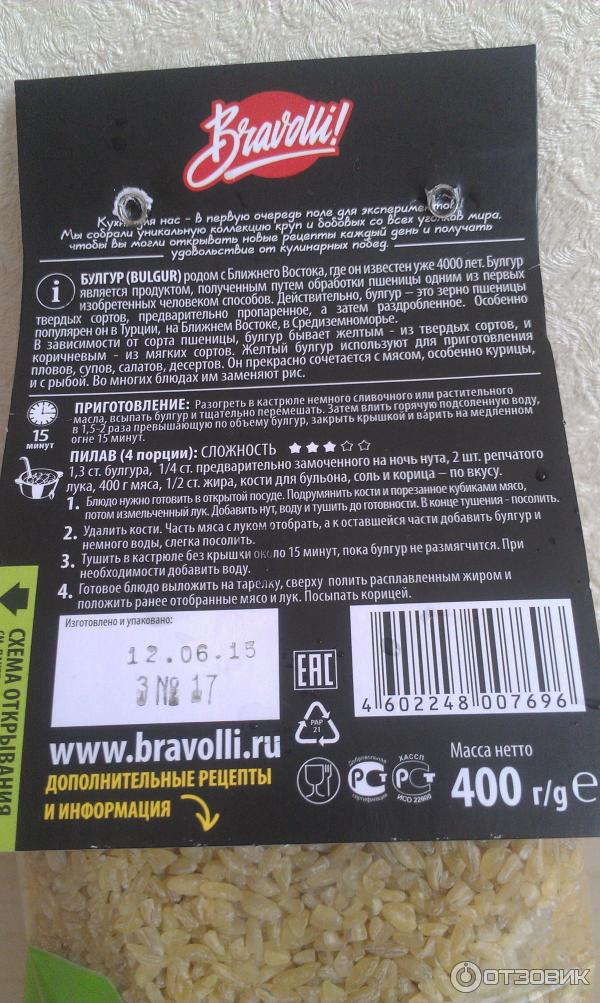 Bravolli!
Кухня для нас - в первую очередь поле для экспериментов!
Мы собрали уникальную коллекцию круп и бобовых со всех уголков мира,
чтобы вы могли открывать новые рецепты каждый день и получать
удовольствие от кулинарных побед.
БУЛГУР (BULGUR) родом с Ближнего Востока, где он известен уже 4000 лет. Булгур
является продуктом, полученным путем обработки пшеницы одним из первых
изобретенных человеком способов. Действительно, булгур – это зерно пшеницы
твердых сортов, предварительно пропаренное, а затем раздробленное. Особенно
популярен он в Турции, на Ближнем Востоке, в Средиземноморье.
В зависимости от сорта пшеницы, булгур бывает желтым - из твердых сортов, и
коричневым - из мягких сортов. Желтый булгур используют для приготовления
пловов, супов, салатов, десертов. Он прекрасно сочетается с мясом, особенно курицы,
и с рыбой. Во многих блюдах им заменяют рис.
15 минут
ПРИГОТОВЛЕНИЕ: Разогреть в кастрюле немного сливочного или растительного
масла, всыпать булгур и тщательно перемешать. Затем влить горячую подсоленную воду,
в 1,5-2 раза превышающую по объему булгур, закрыть крышкой и варить на медленном
огне 15 минут.
ПИЛАВ (4 порции): СЛОЖНОСТЬ
1,3 ст. булгура, 1/4 ст. предварительно замоченного на ночь нута, 2 шт. репчатого
лука, 400 г мяса, 1/2 ст. жира, кости для бульона, соль и корица – по вкусу.
1. Блюдо нужно готовить в открытой посуде. Подрумянить кости и порезанное кубиками мясо,
потом измельченный лук. Добавить нут, воду и тушить до готовности. В конце тушения - посолить.
2. Удалить кости. Часть мяса с луком отобрать, а к оставшейся части добавить булгур и
немного воды, слегка посолить.
3. Тушить в кастрюле без крышки около 15 минут, пока булгур не размягчится. При
необходимости добавить воду.
4. Готовое блюдо выложить на тарелку, сверху полить расплавленным жиром и
положить ранее отобранные мясо и лук. Посыпать корицей.
СХЕМА ОТКРЫВАНИЯ
Изготовлено и упаковано:
12.06.15
3 № 17
EAC
4 602248 007696
PAP
21
www.bravolli.ru
ДОПОЛНИТЕЛЬНЫЕ РЕЦЕПТЫ
И ИНФОРМАЦИЯ
Добровольная
сертификация
ХАССП
ИСО 22000
Масса нетто
400 г/g e
ОТЗОВИК